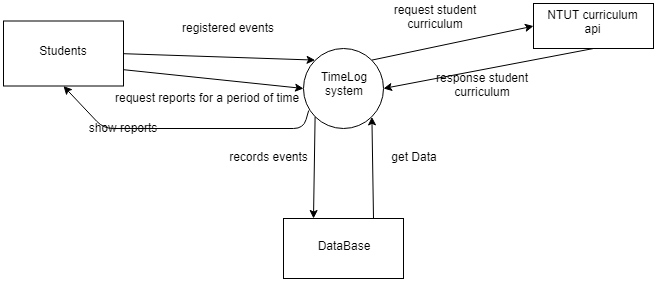 request student
curriculum
NTUT curriculum
api
registered events
Students
TimeLog
system
response student
curriculum
request reports for a period of time
show reports
records events
get Data
DataBase